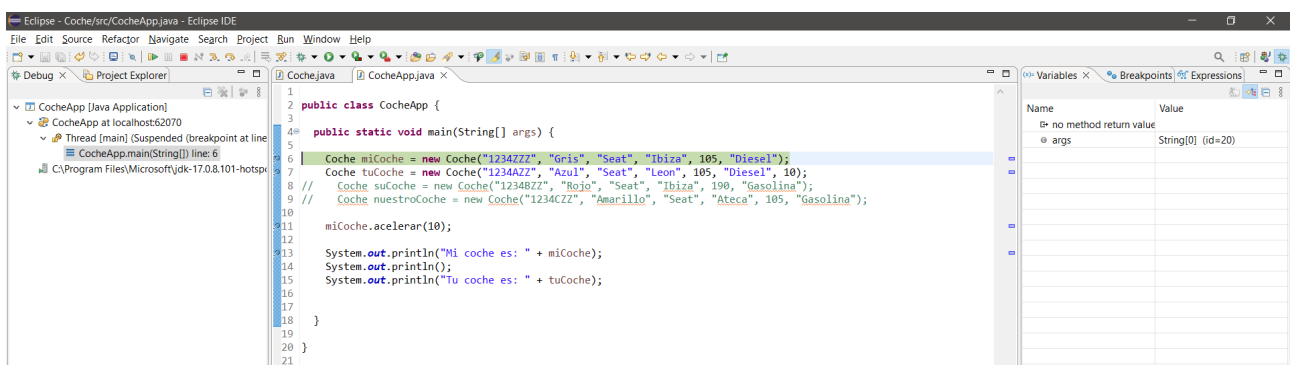 Eclipse - Coche/src/CocheApp.java - Eclipse IDE
File Edit Source Refactor Navigate Search Project Run Window Help
Debug Project Explorer
CocheApp [Java Application]
CocheApp at localhost:62070
Thread [main] (Suspended (breakpoint at line
CocheApp.main(String[]) line: 6
C:\Program Files\Microsoft\jdk-17.0.8.101-hotspo
Coche.java CocheApp.java
1
2 public class CocheApp {
3
4 public static void main(String[] args) {
5
6 Coche miCoche = new Coche("1234ZZZ", "Gris", "Seat", "Ibiza", 105, "Diesel");
7 Coche tuCoche = new Coche("1234AZZ", "Azul", "Seat", "Leon", 105, "Diesel", 10);
8 // Coche suCoche = new Coche("1234BZZ", "Rojo", "Seat", "Ibiza", 190, "Gasolina");
9 // Coche nuestroCoche = new Coche("1234CZZ", "Amarillo", "Seat", "Ateca", 105, "Gasolina");
10
11 miCoche.acelerar(10);
12
13 System.out.println("Mi coche es: " + miCoche);
14 System.out.println();
15 System.out.println("Tu coche es: " + tuCoche);
16
17
18 }
19
20 }
21
Variables Breakpoints Expressions
Name Value
no method return value
args String[0] (id=20)